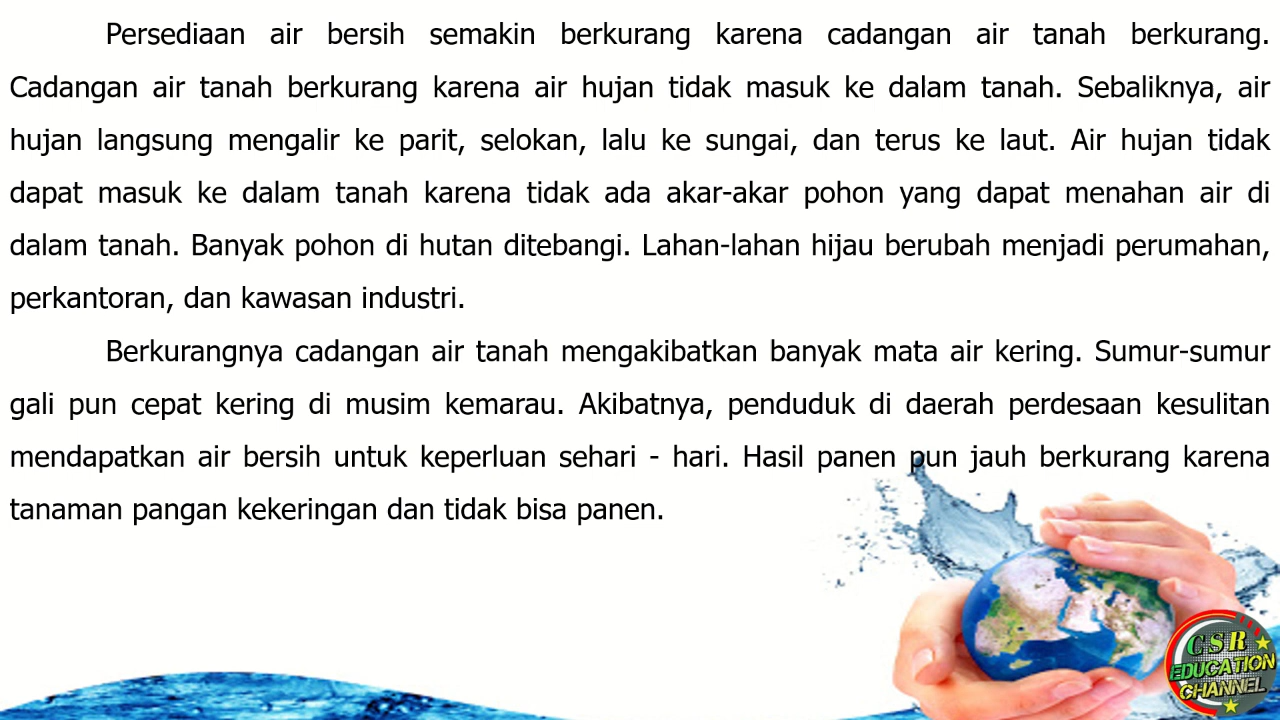 Persediaan air bersih semakin berkurang karena cadangan air tanah berkurang.
Cadangan air tanah berkurang karena air hujan tidak masuk ke dalam tanah. Sebaliknya, air
hujan langsung mengalir ke parit, selokan, lalu ke sungai, dan terus ke laut. Air hujan tidak
dapat masuk ke dalam tanah karena tidak ada akar-akar pohon yang dapat menahan air di
dalam tanah. Banyak pohon di hutan ditebangi. Lahan-lahan hijau berubah menjadi perumahan,
perkantoran, dan kawasan industri.
Berkurangnya cadangan air tanah mengakibatkan banyak mata air kering. Sumur-sumur
gali pun cepat kering di musim kemarau. Akibatnya, penduduk di daerah perdesaan kesulitan
mendapatkan air bersih untuk keperluan sehari - hari. Hasil panen pun jauh berkurang karena
tanaman pangan kekeringan dan tidak bisa panen.
CSR
EDUCATION
CHANNEL